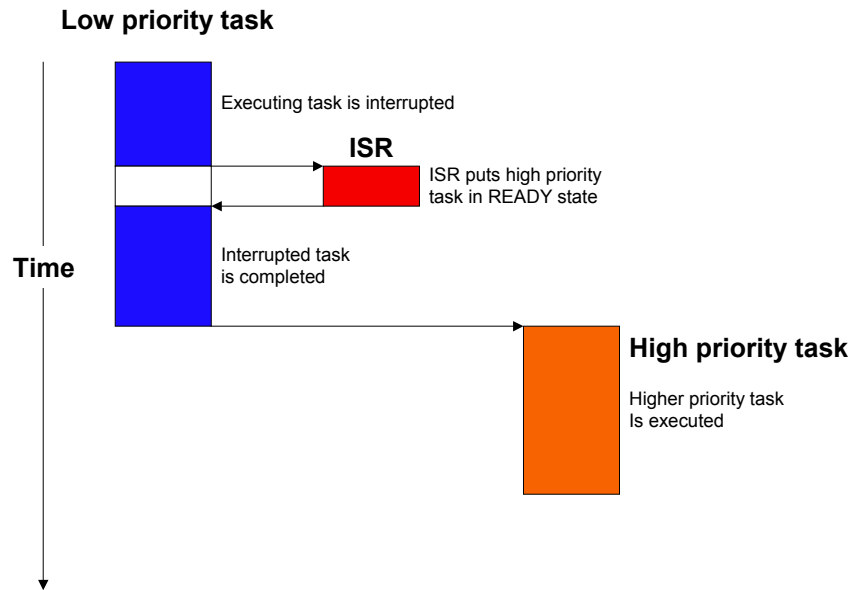 Low priority task
Executing task is interrupted
ISR
ISR puts high priority
task in READY state
Interrupted task
is completed
Time
High priority task
Higher priority task
Is executed